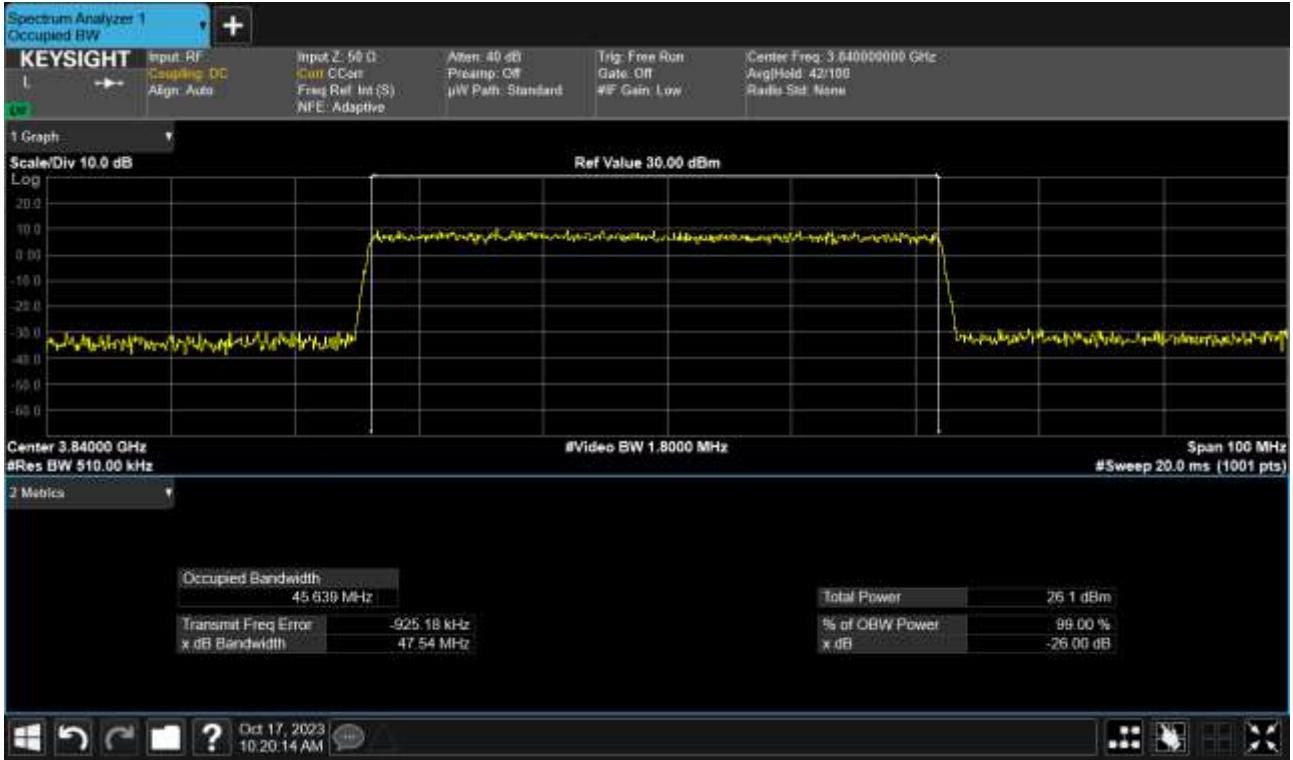 Spectrum Analyzer 1
Occupied BW
+
KEYSIGHT
L
Input: RF
Coupling: DC
Align: Auto
Input Z: 50 Ω
Corr CCorr
Freq Ref: Int (S)
NFE: Adaptive
Atten: 40 dB
Preamp: Off
µW Path: Standard
Trig: Free Run
Gate: Off
#IF Gain: Low
Center Freq: 3.840000000 GHz
Avg|Hold: 42/100
Radio Std: None
1 Graph
Scale/Div 10.0 dB
Ref Value 30.00 dBm
Log
20.0
10.0
0.00
-10.0
-20.0
-30.0
-40.0
-50.0
-60.0
Center 3.84000 GHz
#Video BW 1.8000 MHz
Span 100 MHz
#Res BW 510.00 kHz
#Sweep 20.0 ms (1001 pts)
2 Metrics
Occupied Bandwidth
45.639 MHz
Total Power 26.1 dBm
Transmit Freq Error -925.18 kHz
% of OBW Power 99.00 %
x dB Bandwidth 47.54 MHz
x dB -26.00 dB
?
Oct 17, 2023
10:20:14 AM